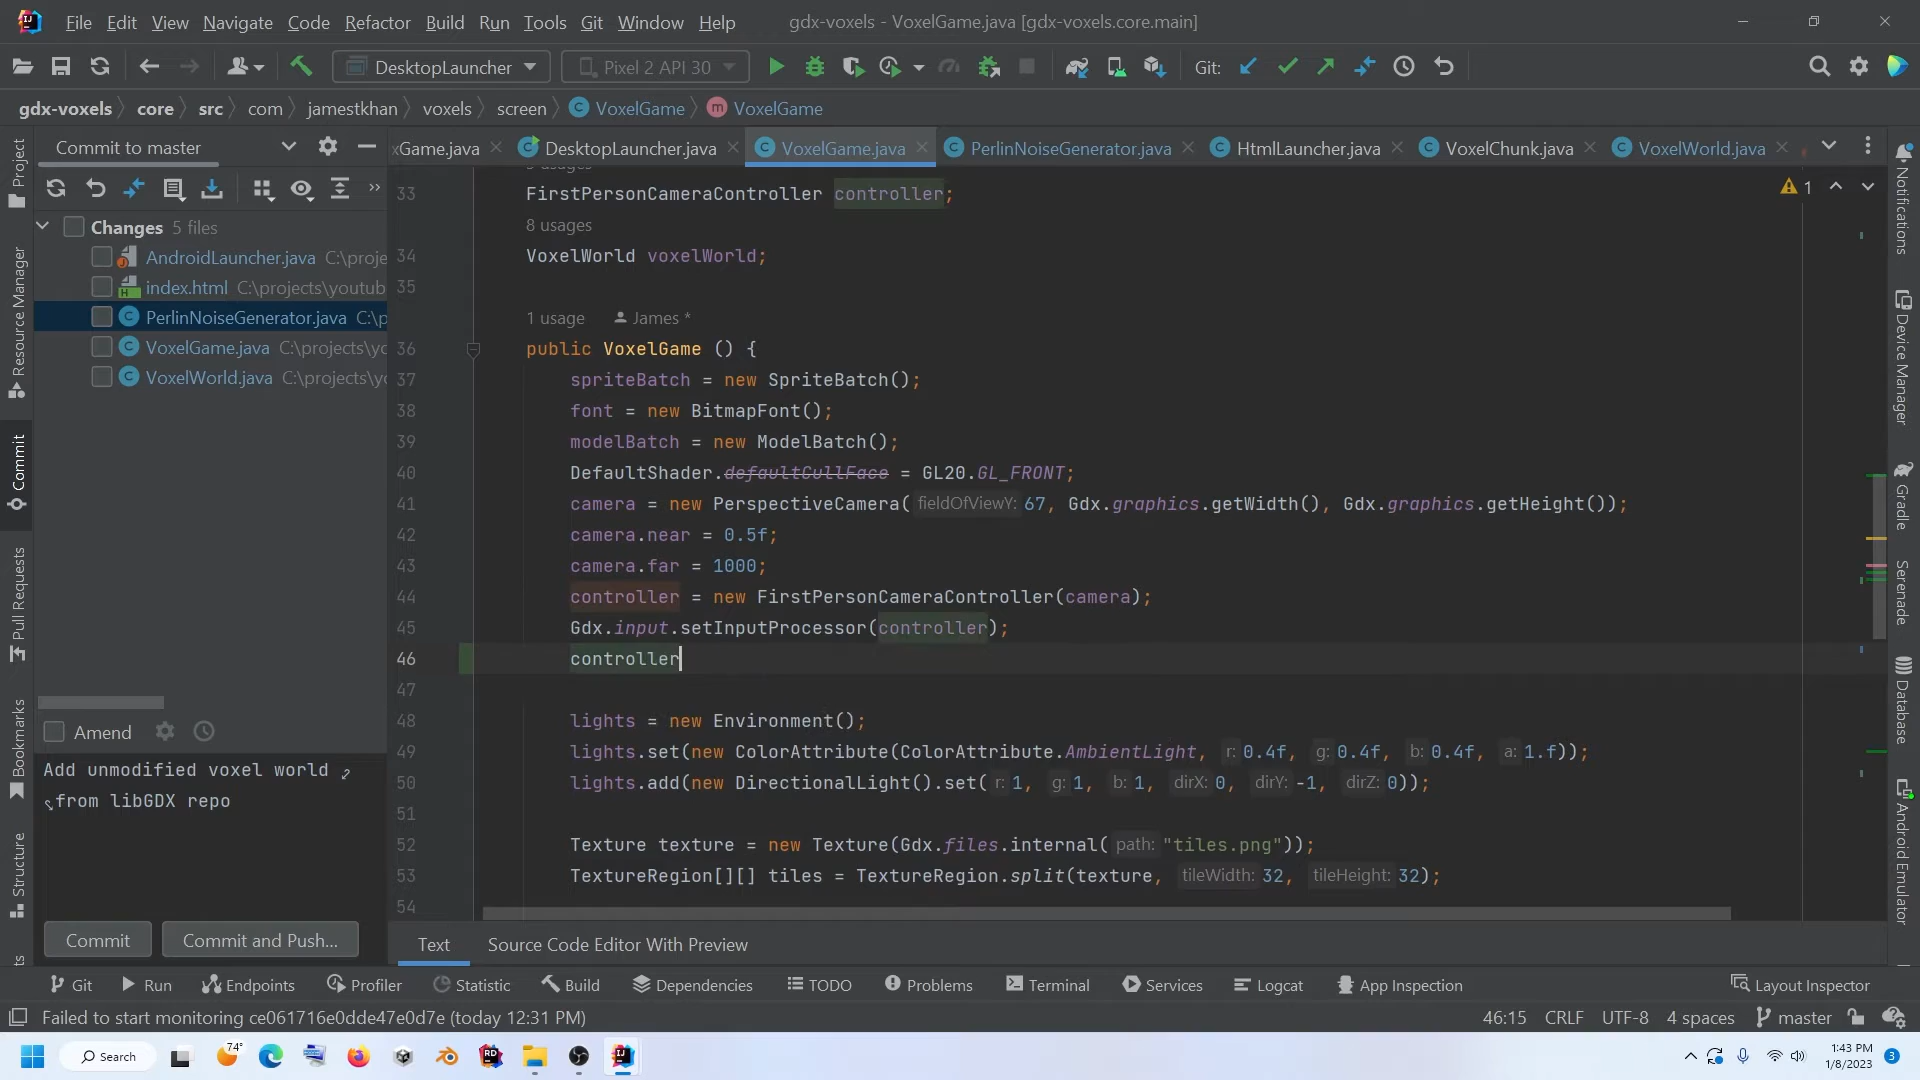 File Edit View Navigate Code Refactor Build Run Tools Git Window Help gdx-voxels - VoxelGame.java [gdx-voxels.core.main]
DesktopLauncher Pixel 2 API 30 Git:
gdx-voxels core src com jamestkhan voxels screen VoxelGame VoxelGame
Commit to master
xGame.java DesktopLauncher.java VoxelGame.java PerlinNoiseGenerator.java HtmlLauncher.java VoxelChunk.java VoxelWorld.java
Changes 5 files
AndroidLauncher.java C:\proje
index.html C:\projects\youtub
PerlinNoiseGenerator.java C:\p
VoxelGame.java C:\projects\yo
VoxelWorld.java C:\projects\yo
Amend
Add unmodified voxel world
from libGDX repo
Commit Commit and Push...
33 FirstPersonCameraController controller;
8 usages
34 VoxelWorld voxelWorld;
35
1 usage James *
36 public VoxelGame () {
37 spriteBatch = new SpriteBatch();
38 font = new BitmapFont();
39 modelBatch = new ModelBatch();
40 DefaultShader.defaultCullFace = GL20.GL_FRONT;
41 camera = new PerspectiveCamera( fieldOfViewY: 67, Gdx.graphics.getWidth(), Gdx.graphics.getHeight());
42 camera.near = 0.5f;
43 camera.far = 1000;
44 controller = new FirstPersonCameraController(camera);
45 Gdx.input.setInputProcessor(controller);
46 controller
47
48 lights = new Environment();
49 lights.set(new ColorAttribute(ColorAttribute.AmbientLight, r: 0.4f, g: 0.4f, b: 0.4f, a: 1.f));
50 lights.add(new DirectionalLight().set( r: 1, g: 1, b: 1, dirX: 0, dirY: -1, dirZ: 0));
51
52 Texture texture = new Texture(Gdx.files.internal( path: "tiles.png"));
53 TextureRegion[][] tiles = TextureRegion.split(texture, tileWidth: 32, tileHeight: 32);
54
1
Project
Resource Manager
Commit
Pull Requests
Bookmarks
Structure
Notifications
Device Manager
Gradle
Serenade
Database
Android Emulator
Text Source Code Editor With Preview
Git Run Endpoints Profiler Statistic Build Dependencies TODO Problems Terminal Services Logcat App Inspection Layout Inspector
Failed to start monitoring ce061716e0dde47e0d7e (today 12:31 PM) 46:15 CRLF UTF-8 4 spaces master
Search 74° RD 1:43 PM
1/8/2023 3